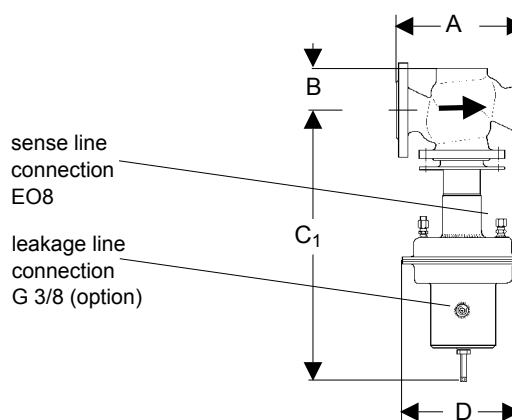 A
B
sense line
connection
EO8
C1
leakage line
connection
G 3/8 (option)
D